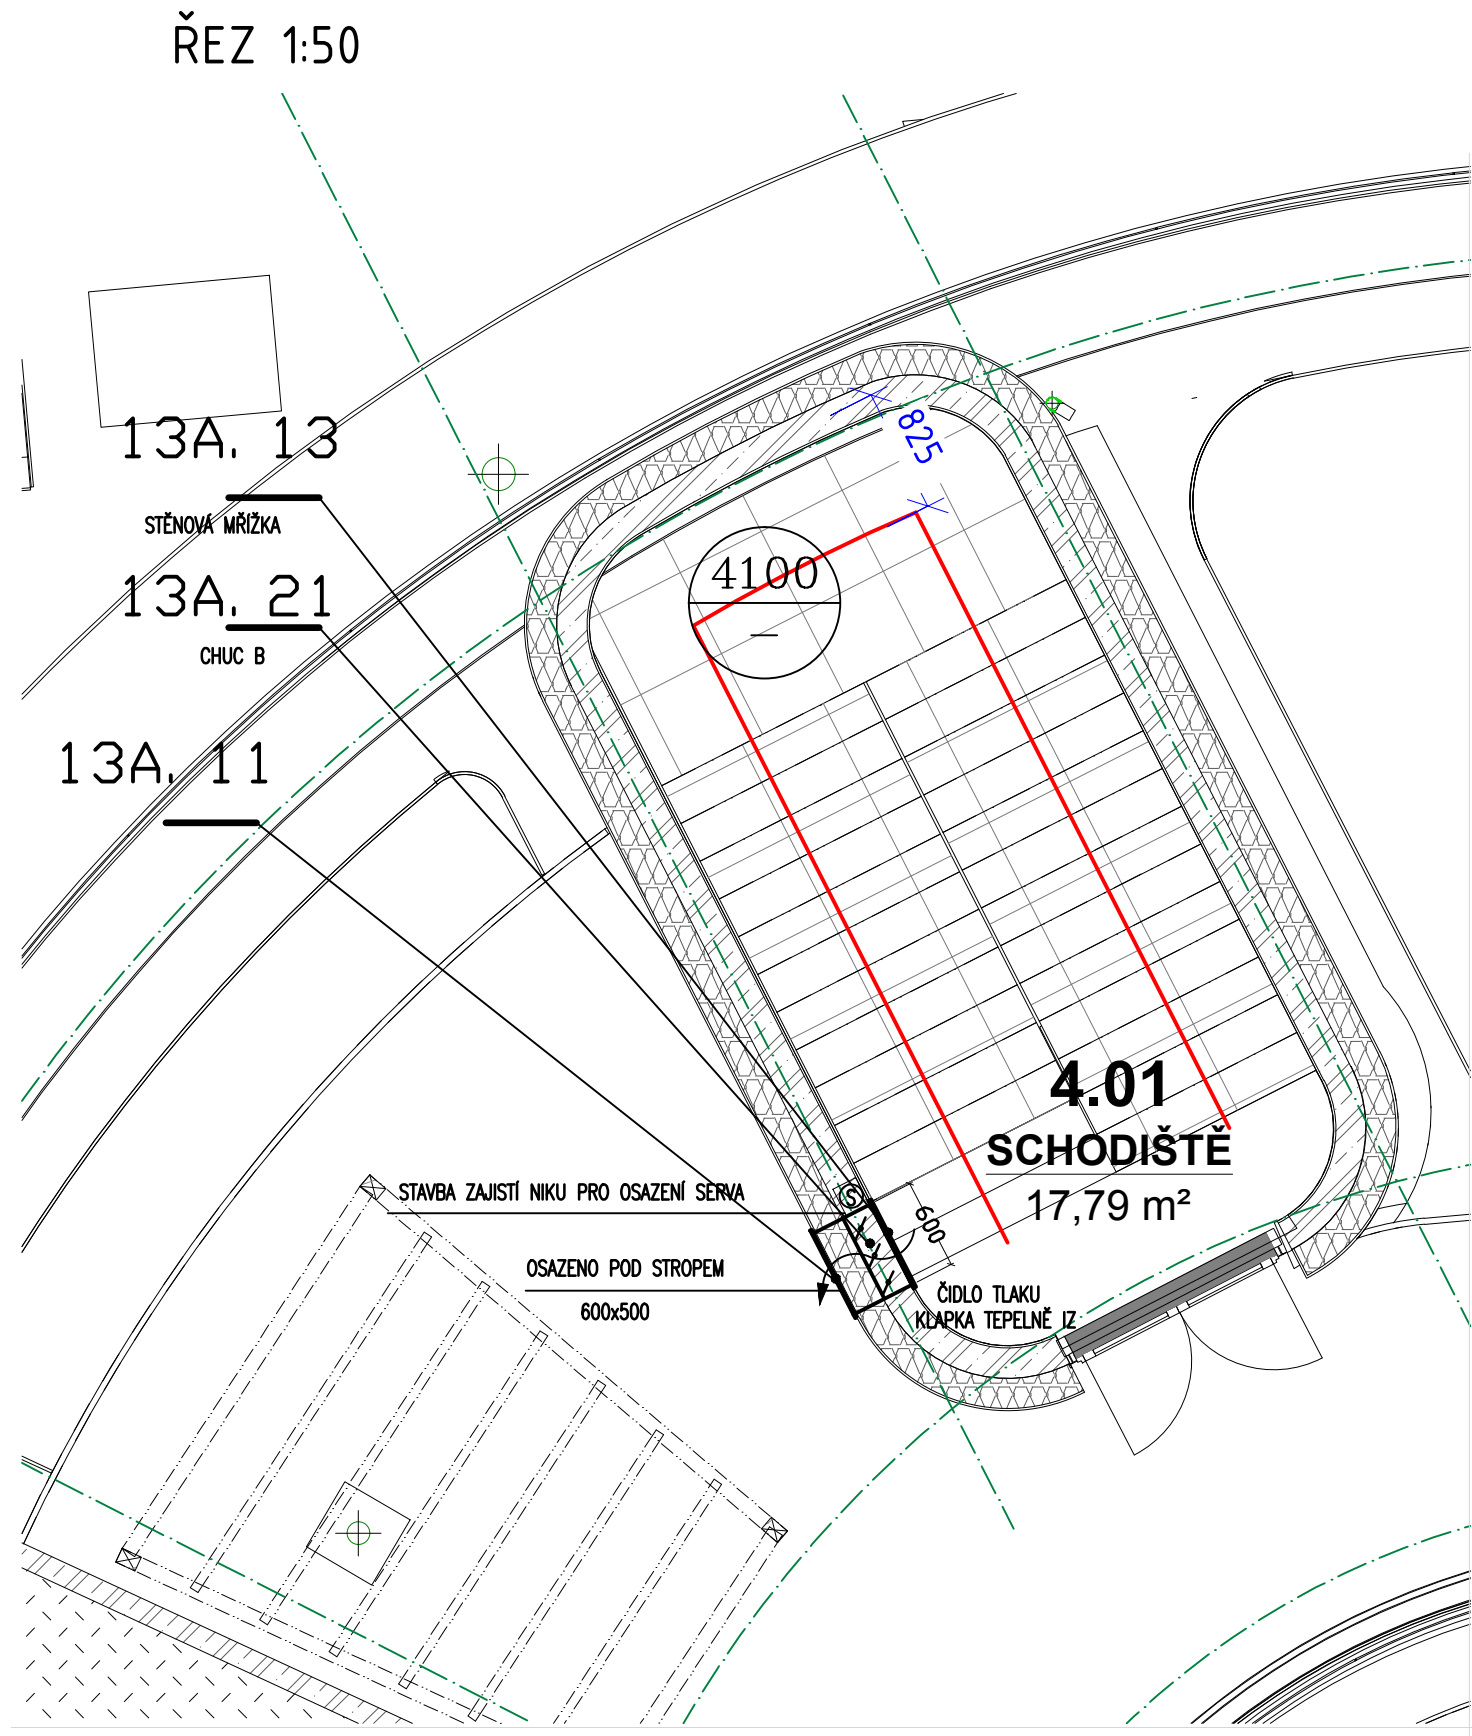 ŘEZ 1:50
825
13A. 13
STĚNOVÁ MŘÍŽKA
4100
—
13A. 21
CHUC B
13A. 11
4.01
SCHODIŠTĚ
17,79 m²
STAVBA ZAJISTÍ NIKU PRO OSAZENÍ SERVA
S
600
OSAZENO POD STROPEM
600x500
ČIDLO TLAKU
KLAPKA TEPELNĚ IZ